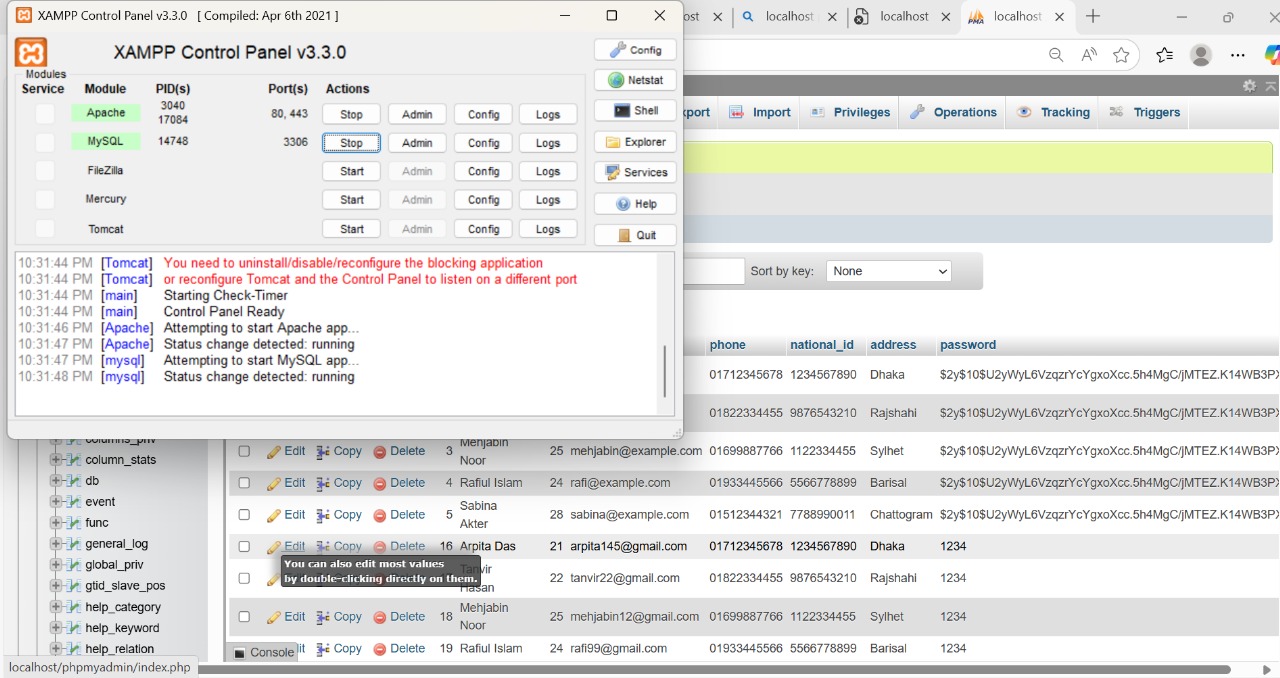 XAMPP Control Panel v3.3.0 [ Compiled: Apr 6th 2021 ]
ost
localhost
localhost
localhost
XAMPP Control Panel v3.3.0
Config
Modules
Service Module PID(s) Port(s) Actions
Netstat
Apache 3040 17084 80, 443 Stop Admin Config Logs
Shell
MySQL 14748 3306 Stop Admin Config Logs
Explorer
FileZilla Start Admin Config Logs
Services
Mercury Start Admin Config Logs
Help
Tomcat Start Admin Config Logs
Quit
10:31:44 PM [Tomcat] You need to uninstall/disable/reconfigure the blocking application
10:31:44 PM [Tomcat] or reconfigure Tomcat and the Control Panel to listen on a different port
10:31:44 PM [main] Starting Check-Timer
10:31:44 PM [main] Control Panel Ready
10:31:46 PM [Apache] Attempting to start Apache app...
10:31:47 PM [Apache] Status change detected: running
10:31:47 PM [mysql] Attempting to start MySQL app...
10:31:48 PM [mysql] Status change detected: running
port Import Privileges Operations Tracking Triggers
Sort by key: None
phone national_id address password
01712345678 1234567890 Dhaka $2y$10$U2yWyL6VzqzrYcYgxoXcc.5h4MgC/jMTEZ.K14WB3PX
01822334455 9876543210 Rajshahi $2y$10$U2yWyL6VzqzrYcYgxoXcc.5h4MgC/jMTEZ.K14WB3PX
Edit Copy Delete 3 Mehjabin Noor 25 mehjabin@example.com 01699887766 1122334455 Sylhet $2y$10$U2yWyL6VzqzrYcYgxoXcc.5h4MgC/jMTEZ.K14WB3PX
Edit Copy Delete 4 Rafiul Islam 24 rafi@example.com 01933445566 5566778899 Barisal $2y$10$U2yWyL6VzqzrYcYgxoXcc.5h4MgC/jMTEZ.K14WB3PX
Edit Copy Delete 5 Sabina Akter 28 sabina@example.com 01512344321 7788990011 Chattogram $2y$10$U2yWyL6VzqzrYcYgxoXcc.5h4MgC/jMTEZ.K14WB3PX
Edit Copy Delete 16 Arpita Das 21 arpita145@gmail.com 01712345678 1234567890 Dhaka 1234
You can also edit most values
by double-clicking directly on them.
Tanvir Hasan 22 tanvir22@gmail.com 01822334455 9876543210 Rajshahi 1234
Edit Copy Delete 18 Mehjabin Noor 25 mehjabin12@gmail.com 01699887766 1122334455 Sylhet 1234
it Copy Delete 19 Rafiul Islam 24 rafi99@gmail.com 01933445566 5566778899 Barisal 1234
columns_priv
column_stats
db
event
func
general_log
global_priv
gtid_slave_pos
help_category
help_keyword
help_relation
Console
localhost/phpmyadmin/index.php